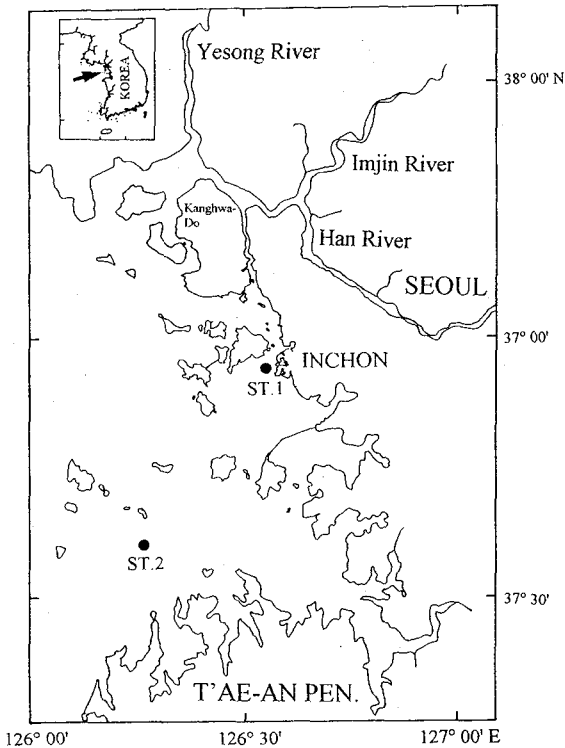 KOREA
Yesong River
38° 00' N
Imjin River
Kanghwa-
Do
Han River
SEOUL
37° 00'
INCHON
ST.1
ST.2
37° 30'
T'AE-AN PEN.
126° 00'
126° 30'
127° 00' E